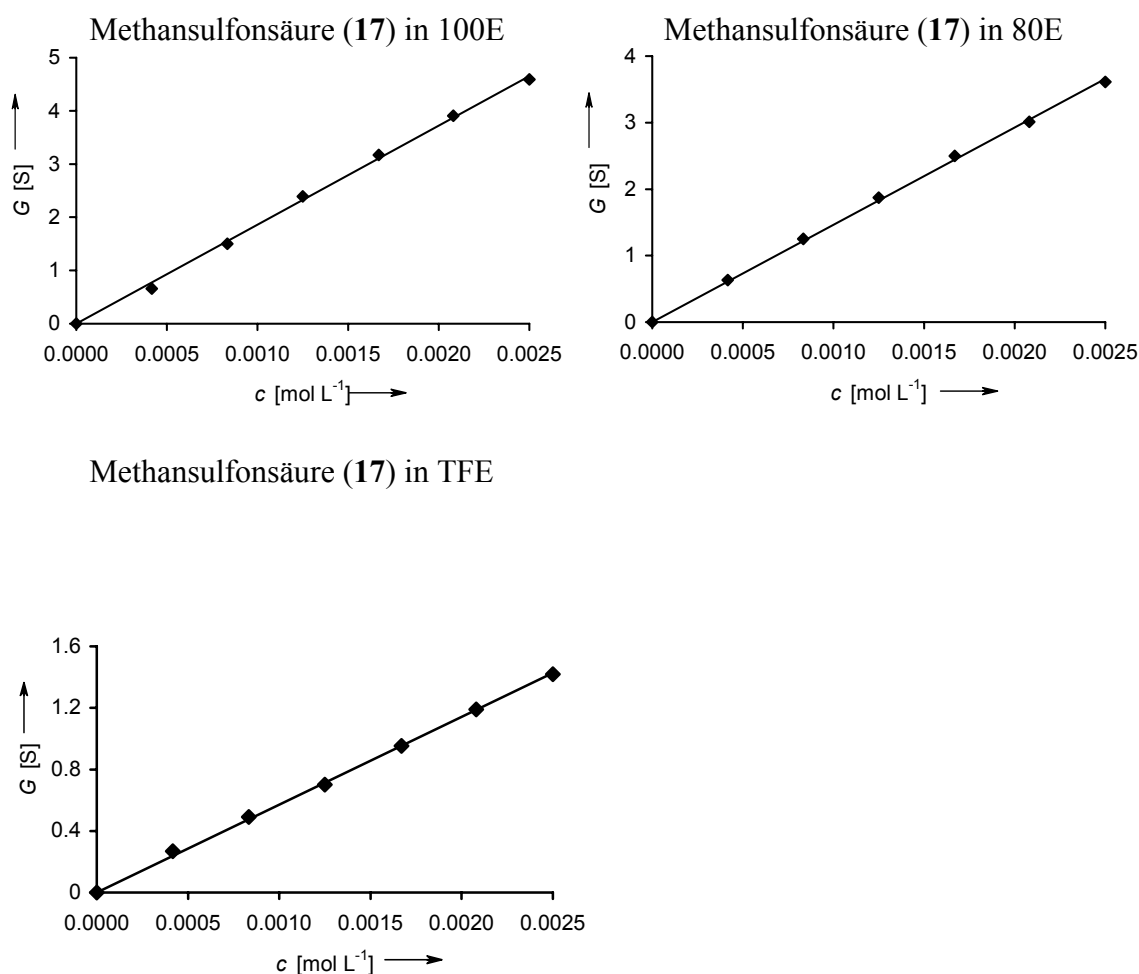 Methansulfonsäure (17) in 100E
5
4
3
2
1
0
G [S]
0.0000 0.0005 0.0010 0.0015 0.0020 0.0025
c [mol L⁻¹]
Methansulfonsäure (17) in 80E
4
3
2
1
0
G [S]
0.0000 0.0005 0.0010 0.0015 0.0020 0.0025
c [mol L⁻¹]
Methansulfonsäure (17) in TFE
1.6
1.2
0.8
0.4
0
G [S]
0.0000 0.0005 0.0010 0.0015 0.0020 0.0025
c [mol L⁻¹]